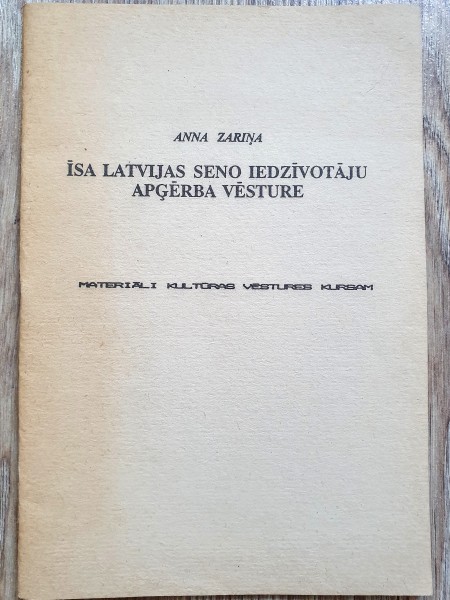 ANNA ZARIŅA
ĪSA LATVIJAS SENO IEDZĪVOTĀJU
APĢĒRBA VĒSTURE
MATERIĀLI KULTŪRAS VĒSTURES KURSAM